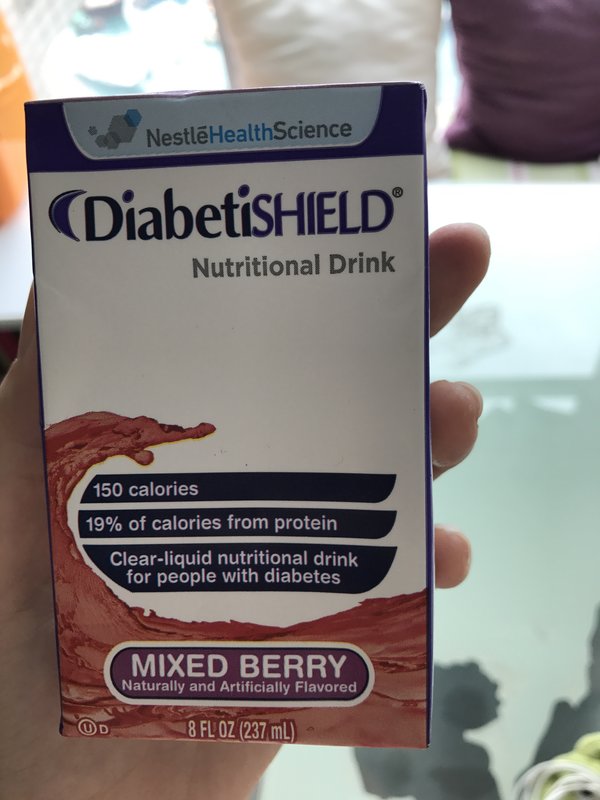 NestlēHealthScience
DiabetiSHIELD®
Nutritional Drink
150 calories
19% of calories from protein
Clear-liquid nutritional drink
for people with diabetes
MIXED BERRY
Naturally and Artificially Flavored
U D
8 FL OZ (237 mL)